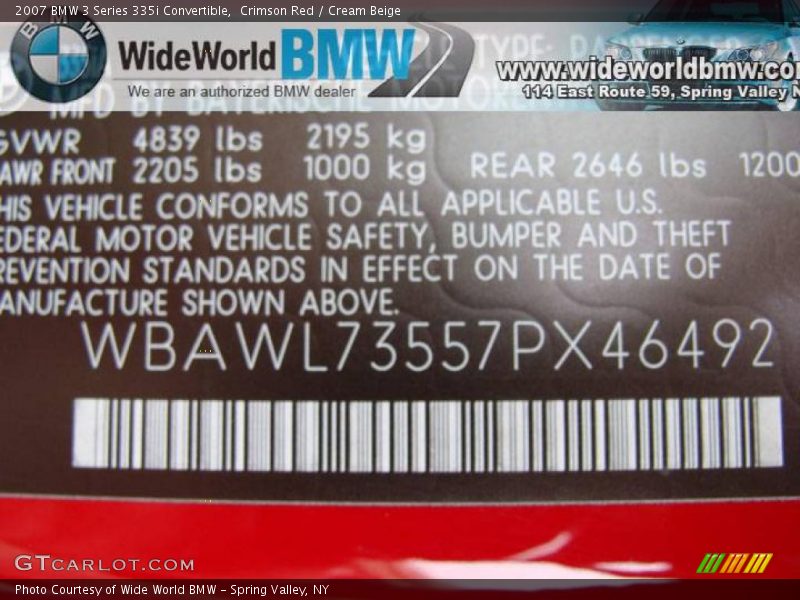 2007 BMW 3 Series 335i Convertible, Crimson Red / Cream Beige
BMW
WideWorld BMW
We are an authorized BMW dealer
www.wideworldbmw.co
114 East Route 59, Spring Valley N
TYPE:
MFD BY
GVWR 4839 lbs 2195 kg
AWR FRONT 2205 lbs 1000 kg REAR 2646 lbs 1200
HIS VEHICLE CONFORMS TO ALL APPLICABLE U.S.
EDERAL MOTOR VEHICLE SAFETY, BUMPER AND THEFT
REVENTION STANDARDS IN EFFECT ON THE DATE OF
ANUFACTURE SHOWN ABOVE.
WBAWL73557PX46492
GTCARLOT.COM
Photo Courtesy of Wide World BMW - Spring Valley, NY